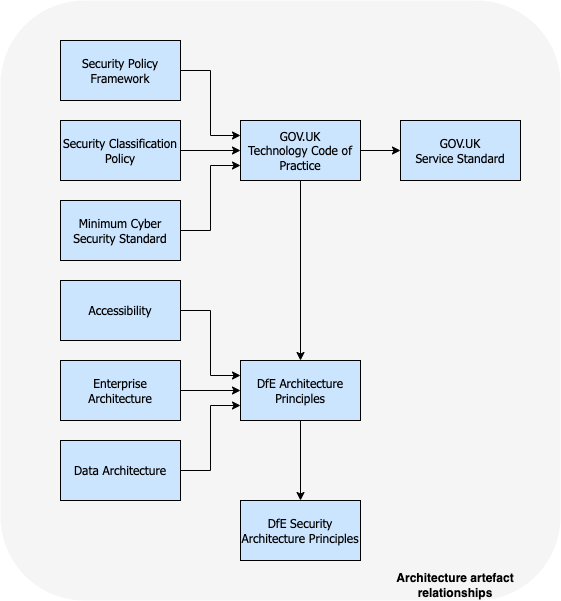 Security Policy
Framework
Security Classification
Policy
GOV.UK
Technology Code of
Practice
GOV.UK
Service Standard
Minimum Cyber
Security Standard
Accessibility
Enterprise
Architecture
DfE Architecture
Principles
Data Architecture
DfE Security
Architecture Principles
Architecture artefact
relationships